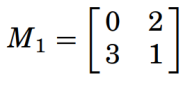 M₁ = [0 2
3 1]